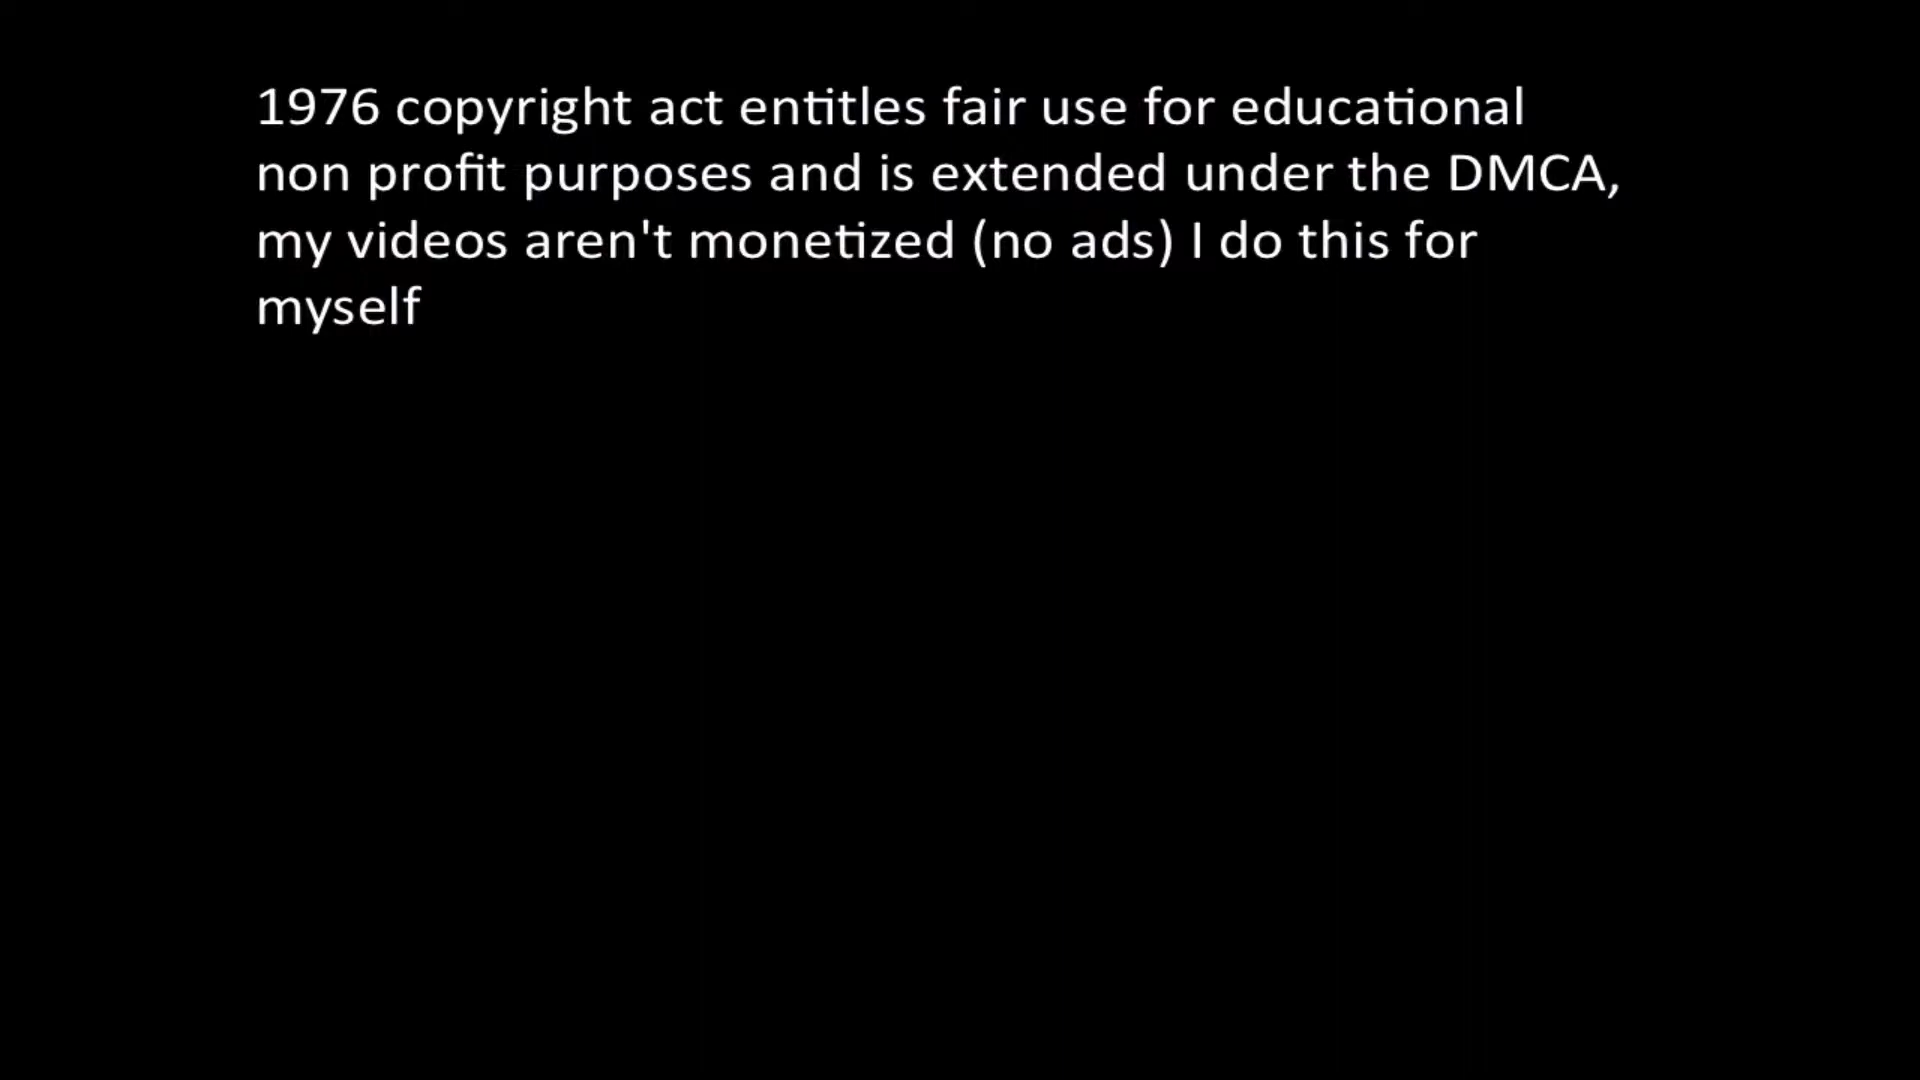 1976 copyright act entitles fair use for educational
non profit purposes and is extended under the DMCA,
my videos aren't monetized (no ads) I do this for
myself